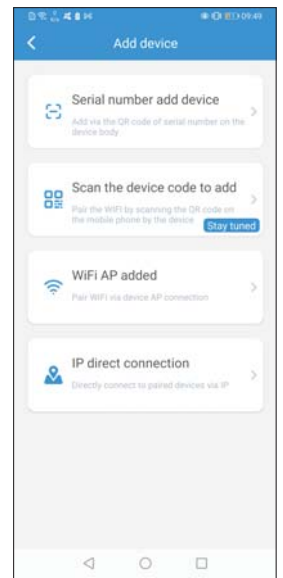 09:49
Add device
Serial number add device
Add via the QR code of serial number on the
device body
Scan the device code to add
Pair the WIFI by scanning the QR code on
the mobile phone by the device
Stay tuned
WiFi AP added
Pair WIFI via device AP connection
IP direct connection
Directly connect to paired devices via IP